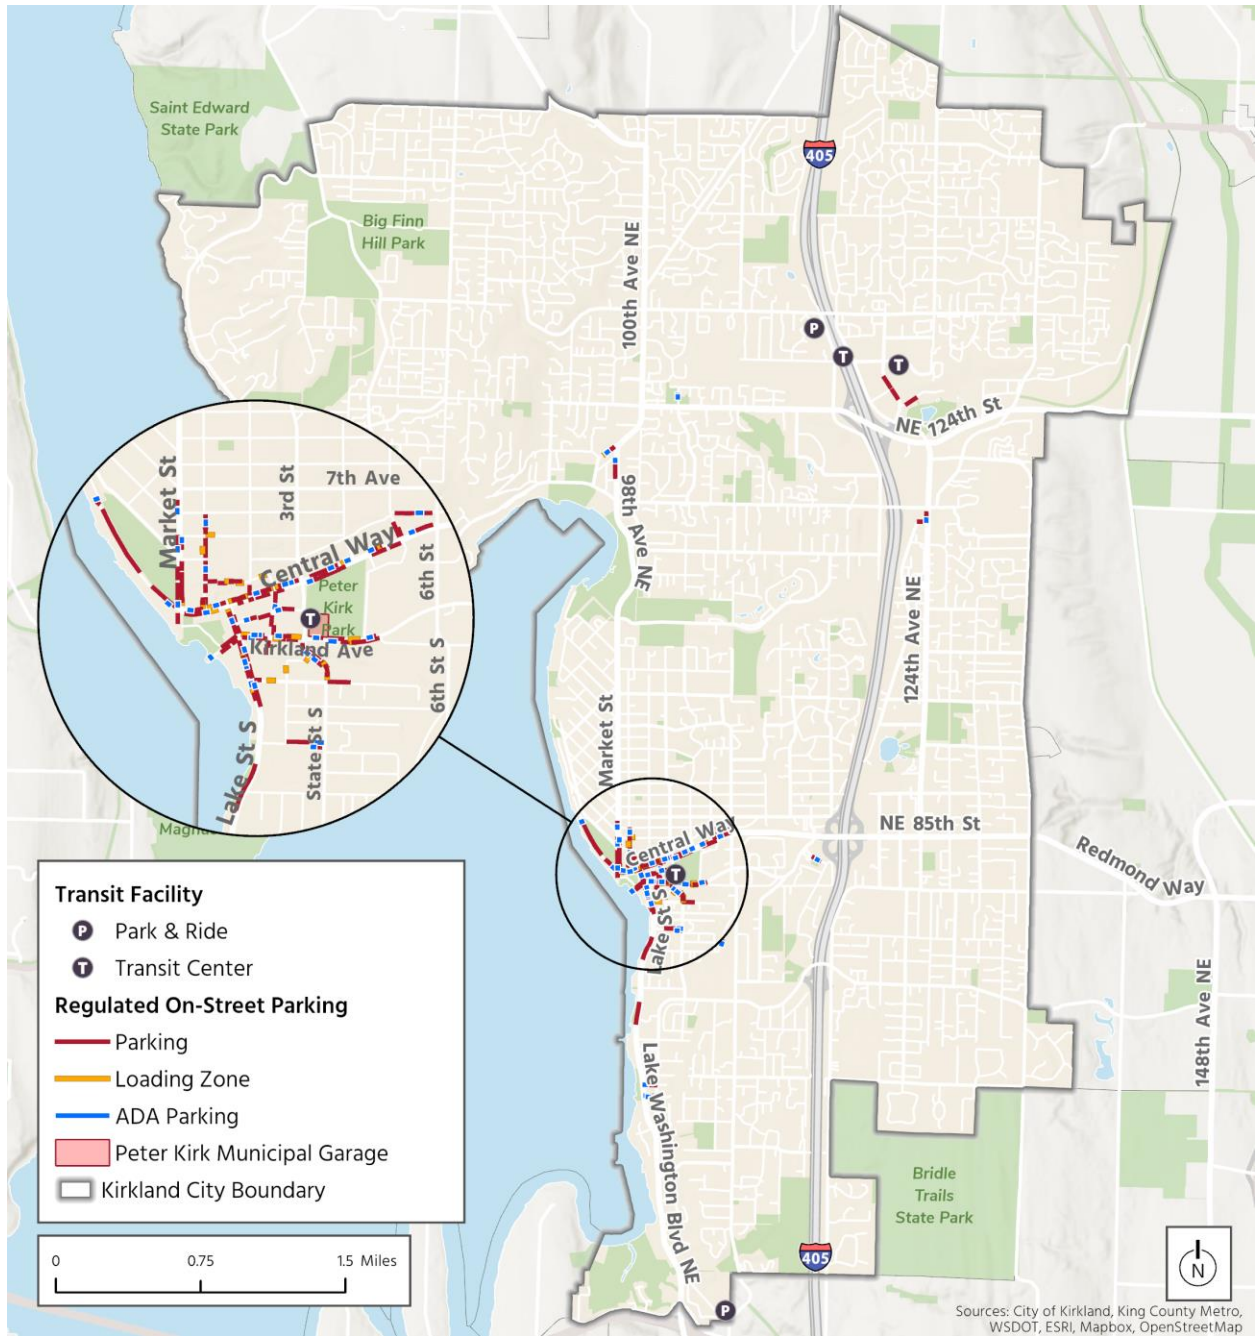 Saint Edward
State Park
Big Finn
Hill Park
405
100th Ave NE
P
T
T
NE 124th St
98th Ave NE
124th Ave NE
Market St
3rd St
7th Ave
Central Way
6th St
Peter
Kirk
Park
T
Kirkland Ave
6th St S
State St S
Lake St S
Market St
Central Way
T
Lake St S
NE 85th St
Redmond Way
148th Ave NE
Lake Washington Blvd NE
Bridle
Trails
State Park
405
P
Transit Facility
P Park & Ride
T Transit Center
Regulated On-Street Parking
Parking
Loading Zone
ADA Parking
Peter Kirk Municipal Garage
Kirkland City Boundary
0 0.75 1.5 Miles
N
Sources: City of Kirkland, King County Metro,
WSDOT, ESRI, Mapbox, OpenStreetMap